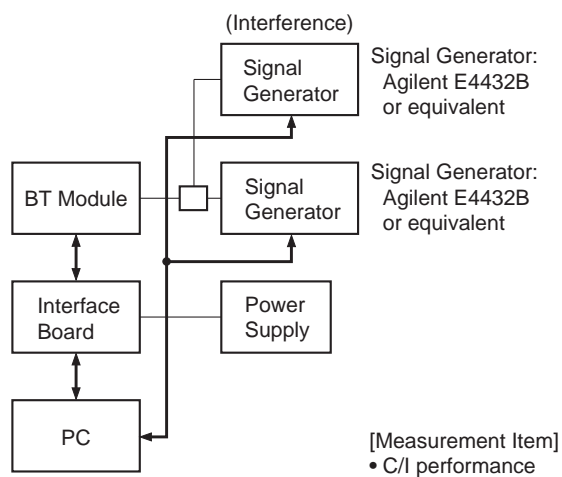 (Interference)
Signal
Generator
Signal Generator:
Agilent E4432B
or equivalent
BT Module
Signal
Generator
Signal Generator:
Agilent E4432B
or equivalent
Interface
Board
Power
Supply
PC
[Measurement Item]
• C/I performance